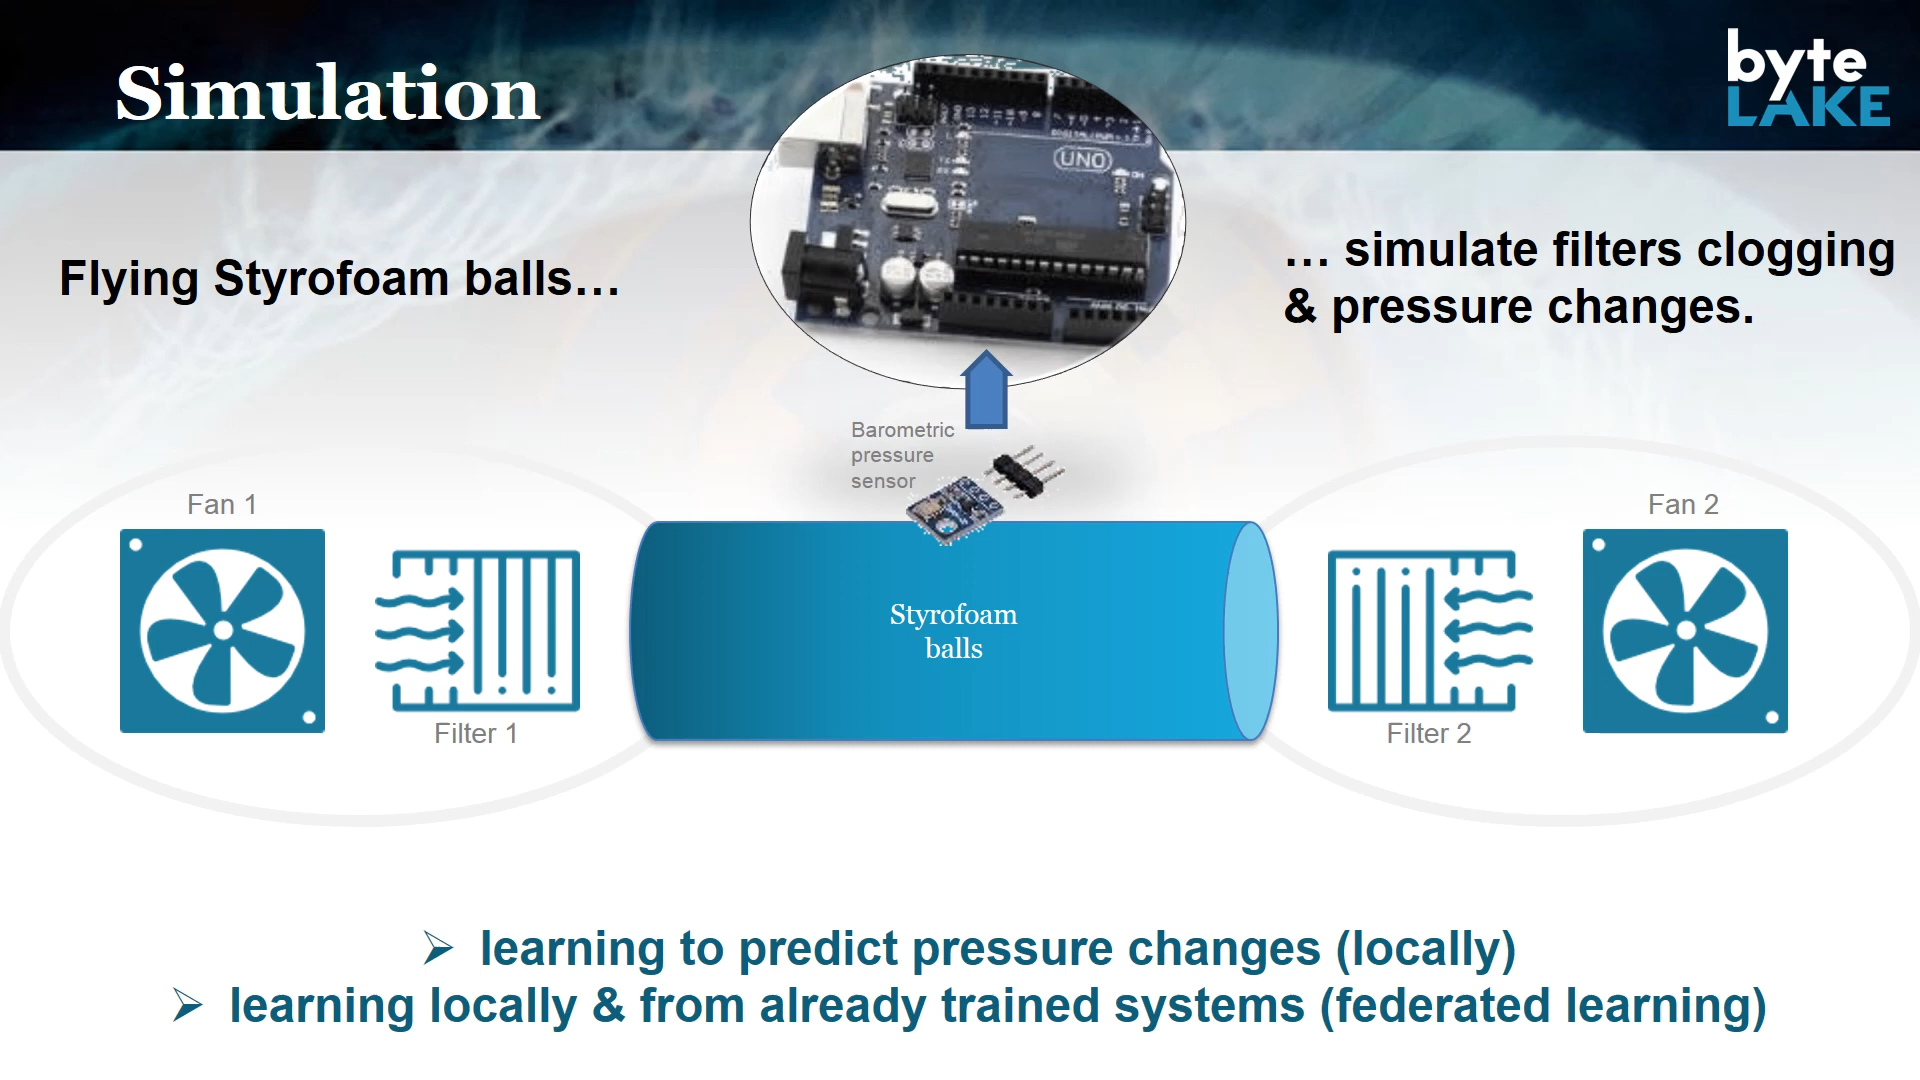 Simulation
byte
LAKE
UNO
Flying Styrofoam balls…
… simulate filters clogging
& pressure changes.
Barometric
pressure
sensor
Fan 1
Fan 2
Styrofoam
balls
Filter 1
Filter 2
➢ learning to predict pressure changes (locally)
➢ learning locally & from already trained systems (federated learning)